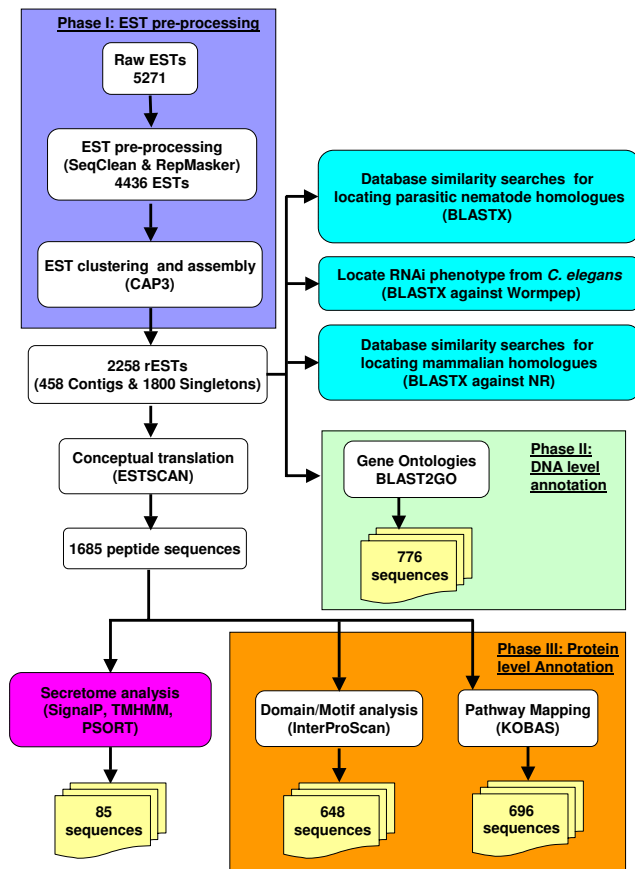 Phase I: EST pre-processing
Raw ESTs
5271
EST pre-processing
(SeqClean & RepMasker)
4436 ESTs
EST clustering and assembly
(CAP3)
2258 rESTs
(458 Contigs & 1800 Singletons)
Conceptual translation
(ESTSCAN)
1685 peptide sequences
Database similarity searches for
locating parasitic nematode homologues
(BLASTX)
Locate RNAi phenotype from C. elegans
(BLASTX against Wormpep)
Database similarity searches for
locating mammalian homologues
(BLASTX against NR)
Phase II:
DNA level
annotation
Gene Ontologies
BLAST2GO
776
sequences
Phase III: Protein
level Annotation
Secretome analysis
(SignalP, TMHMM,
PSORT)
85
sequences
Domain/Motif analysis
(InterProScan)
648
sequences
Pathway Mapping
(KOBAS)
696
sequences